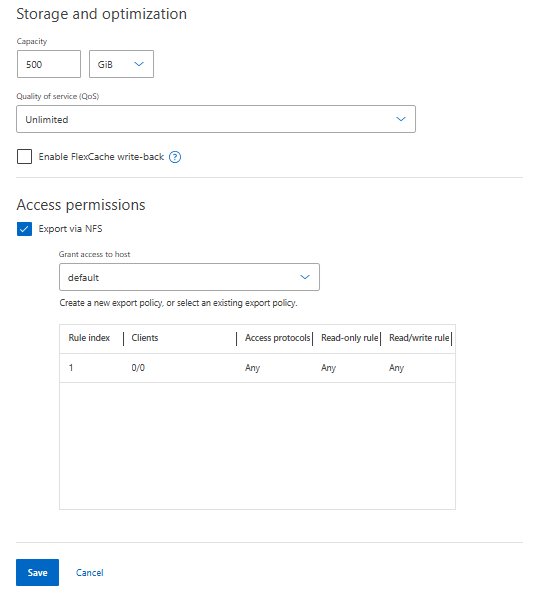 Storage and optimization
Capacity
500 GiB
Quality of service (QoS)
Unlimited
Enable FlexCache write-back ?
Access permissions
Export via NFS
Grant access to host
default
Create a new export policy, or select an existing export policy.
Rule index Clients Access protocols Read-only rule Read/write rule
1 0/0 Any Any Any
Save Cancel